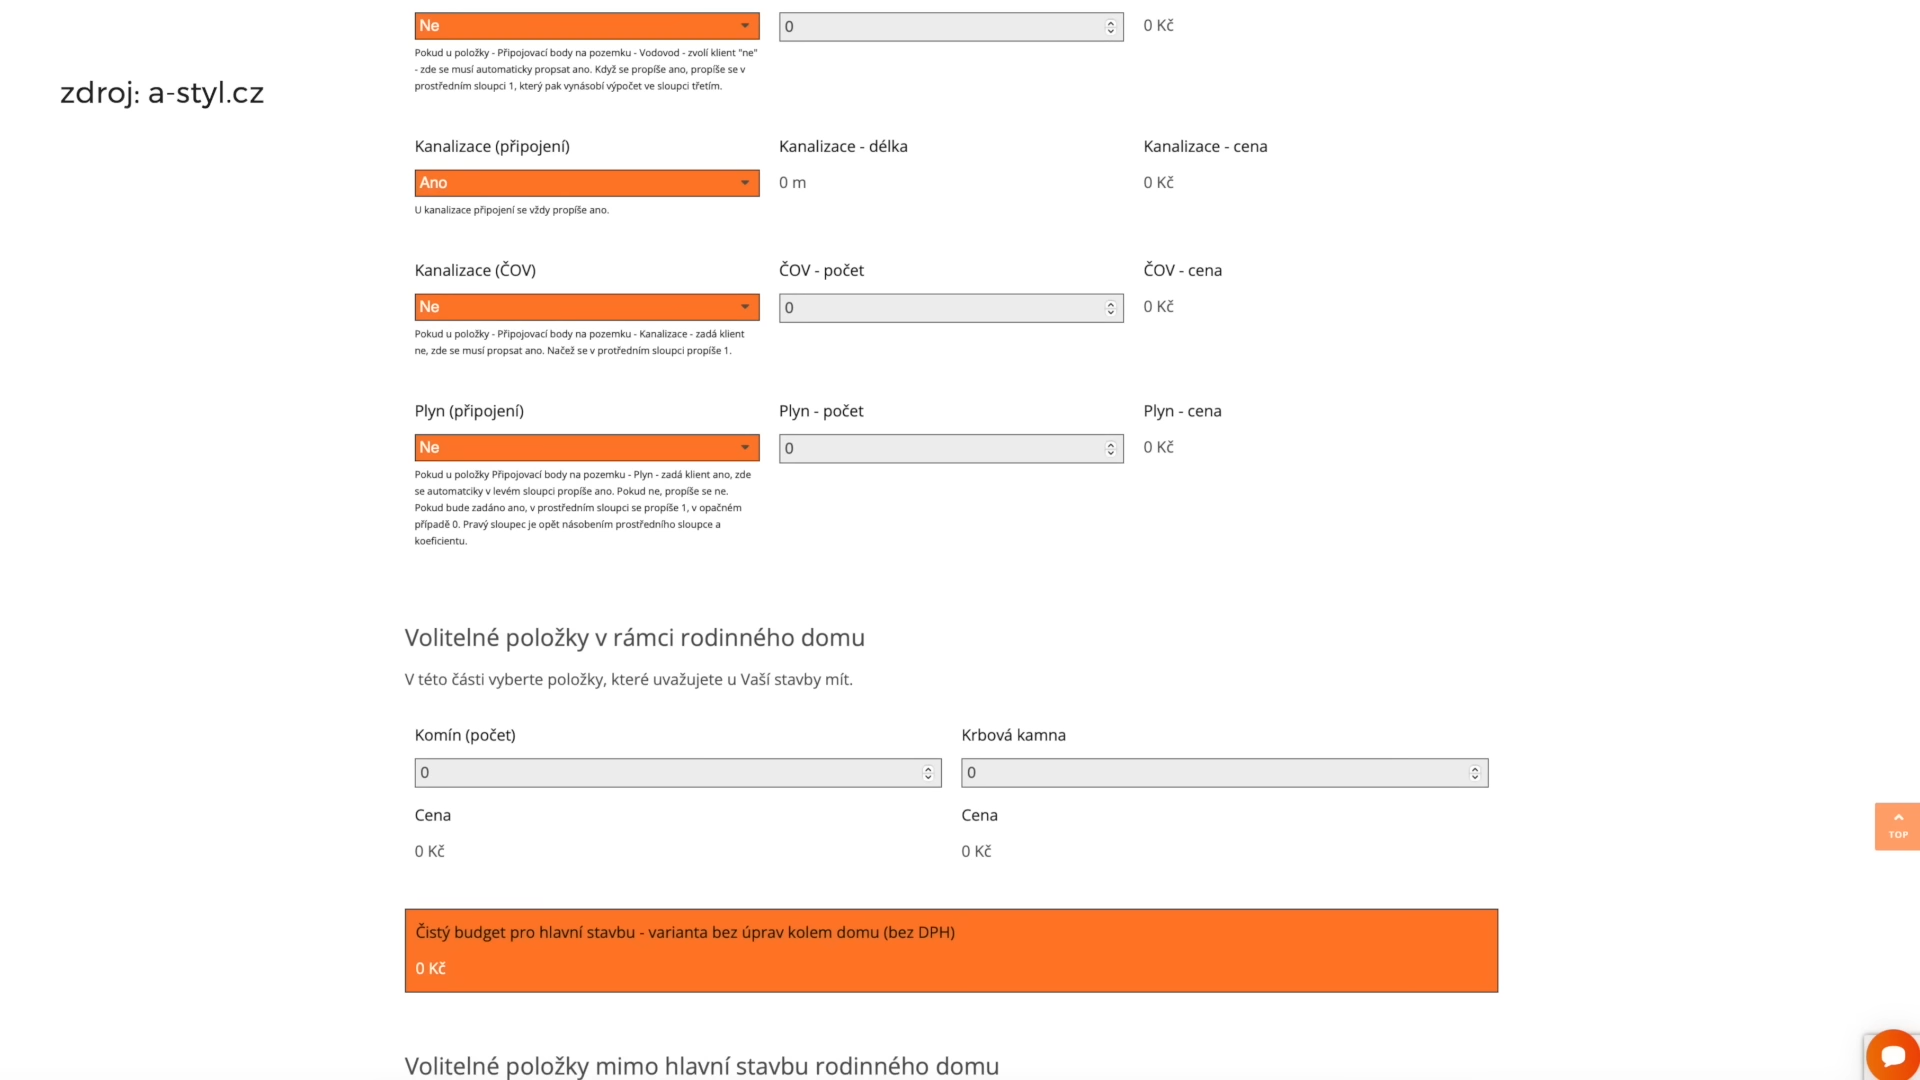 Ne
0
0 Kč
Pokud u položky - Připojovací body na pozemku - Vodovod - zvolí klient "ne"
- zde se musí automaticky propsat ano. Když se propíše ano, propíše se v
prostředním sloupci 1, který pak vynásobí výpočet ve sloupci třetím.
zdroj: a-styl.cz
Kanalizace (připojení)
Kanalizace - délka
Kanalizace - cena
Ano
0 m
0 Kč
U kanalizace připojení se vždy propíše ano.
Kanalizace (ČOV)
ČOV - počet
ČOV - cena
Ne
0
0 Kč
Pokud u položky - Připojovací body na pozemku - Kanalizace - zadá klient
ne, zde se musí propsat ano. Načež se v protředním sloupci propíše 1.
Plyn (připojení)
Plyn - počet
Plyn - cena
Ne
0
0 Kč
Pokud u položky Připojovací body na pozemku - Plyn - zadá klient ano, zde
se automatciky v levém sloupci propíše ano. Pokud ne, propíše se ne.
Pokud bude zadáno ano, v prostředním sloupci se propíše 1, v opačném
případě 0. Pravý sloupec je opět násobením prostředního sloupce a
koeficientu.
Volitelné položky v rámci rodinného domu
V této části vyberte položky, které uvažujete u Vaší stavby mít.
Komín (počet)
Krbová kamna
0
0
Cena
Cena
0 Kč
0 Kč
TOP
Čistý budget pro hlavní stavbu - varianta bez úprav kolem domu (bez DPH)
0 Kč
Volitelné položky mimo hlavní stavbu rodinného domu